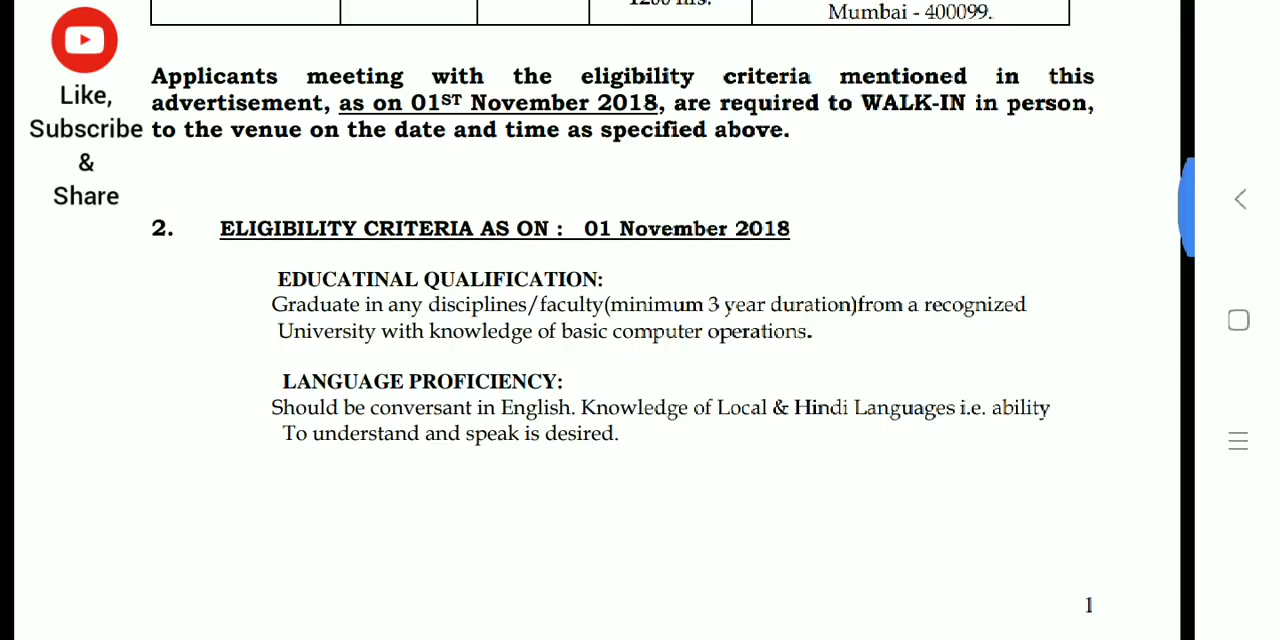 1200 hrs.
Mumbai - 400099.
Like,
Subscribe
&
Share
Applicants meeting with the eligibility criteria mentioned in this
advertisement, as on 01ST November 2018, are required to WALK-IN in person,
to the venue on the date and time as specified above.
2. ELIGIBILITY CRITERIA AS ON : 01 November 2018
EDUCATINAL QUALIFICATION:
Graduate in any disciplines/faculty(minimum 3 year duration)from a recognized
University with knowledge of basic computer operations.
LANGUAGE PROFICIENCY:
Should be conversant in English. Knowledge of Local & Hindi Languages i.e. ability
To understand and speak is desired.
1